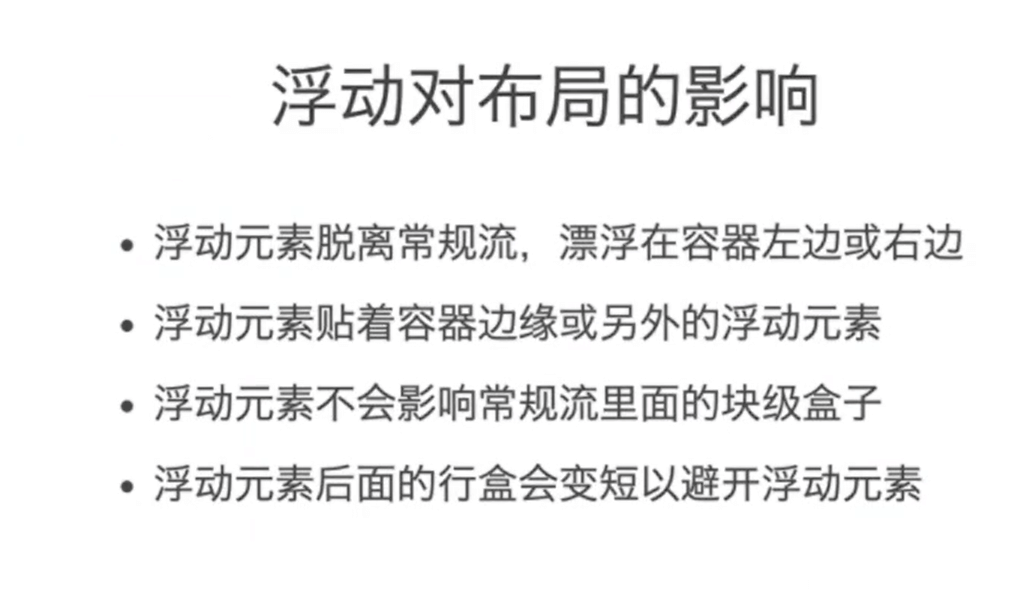 浮动对布局的影响
• 浮动元素脱离常规流，漂浮在容器左边或右边
• 浮动元素贴着容器边缘或另外的浮动元素
• 浮动元素不会影响常规流里面的块级盒子
• 浮动元素后面的行盒会变短以避开浮动元素